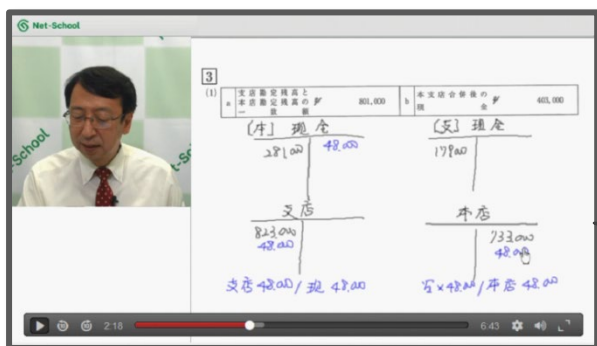 Net-School
3
(1) a 支店勘定残高と本店勘定残高の一致額 ¥ 801,000 b 本支店合併後の現金 ¥ 403,000
〔本〕 現金
〔支〕 現金
281,000 48,000
179,000
支店
本店
823,000
733,000
48,000
48,000
支店 48,000 / 現 48,000
/ 本店 48,000
2:18
6:43